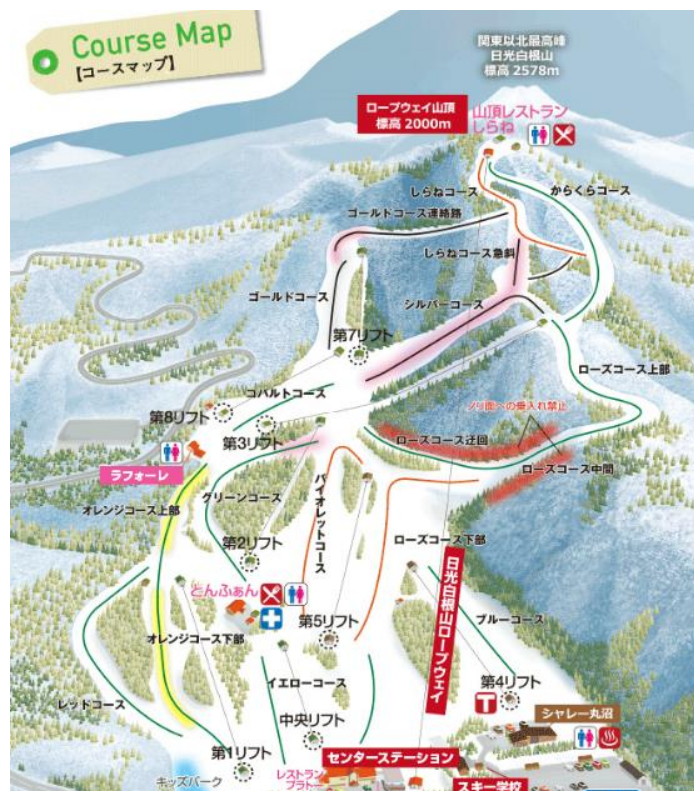 Course Map
【コースマップ】
関東以北最高峰
日光白根山
標高 2578m
ロープウェイ山頂
標高 2000m
山頂レストラン
しらね
しらねコース
からくらコース
ゴールドコース連絡路
しらねコース急斜
ゴールドコース
シルバーコース
第7リフト
ローズコース上部
コバルトコース
第8リフト
第3リフト
ノリ面への乗入れ禁止
ローズコース迂回
ローズコース中間
ラフォーレ
グリーンコース
バイオレットコース
オレンジコース上部
第2リフト
ローズコース下部
とんふぁん
日光白根山ロープウェイ
第5リフト
ブルーコース
オレンジコース下部
イエローコース
レッドコース
第4リフト
T
シャレー丸沼
中央リフト
第1リフト
センターステーション
キッズパーク
レストラン
プラトー
スキー学校